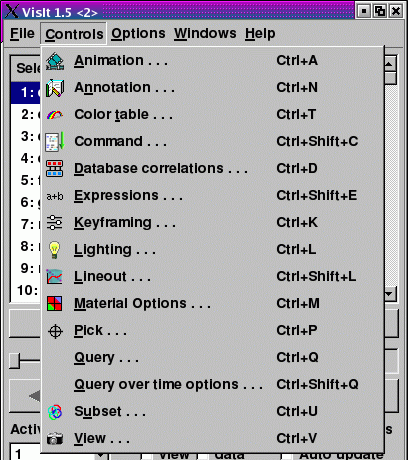 VisIt 1.5 <2>
File Controls Options Windows Help
Animation . . . Ctrl+A
Annotation . . . Ctrl+N
Color table . . . Ctrl+T
Command . . . Ctrl+Shift+C
Database correlations . . . Ctrl+D
a+b Expressions . . . Ctrl+Shift+E
Keyframing . . . Ctrl+K
Lighting . . . Ctrl+L
Lineout . . . Ctrl+Shift+L
Material Options . . . Ctrl+M
Pick . . . Ctrl+P
Query . . . Ctrl+Q
Query over time options . . . Ctrl+Shift+Q
Subset . . . Ctrl+U
View . . . Ctrl+V
1:
2:
3:
4:
5:
6:
7:
8:
9:
10:
1 View data Auto update